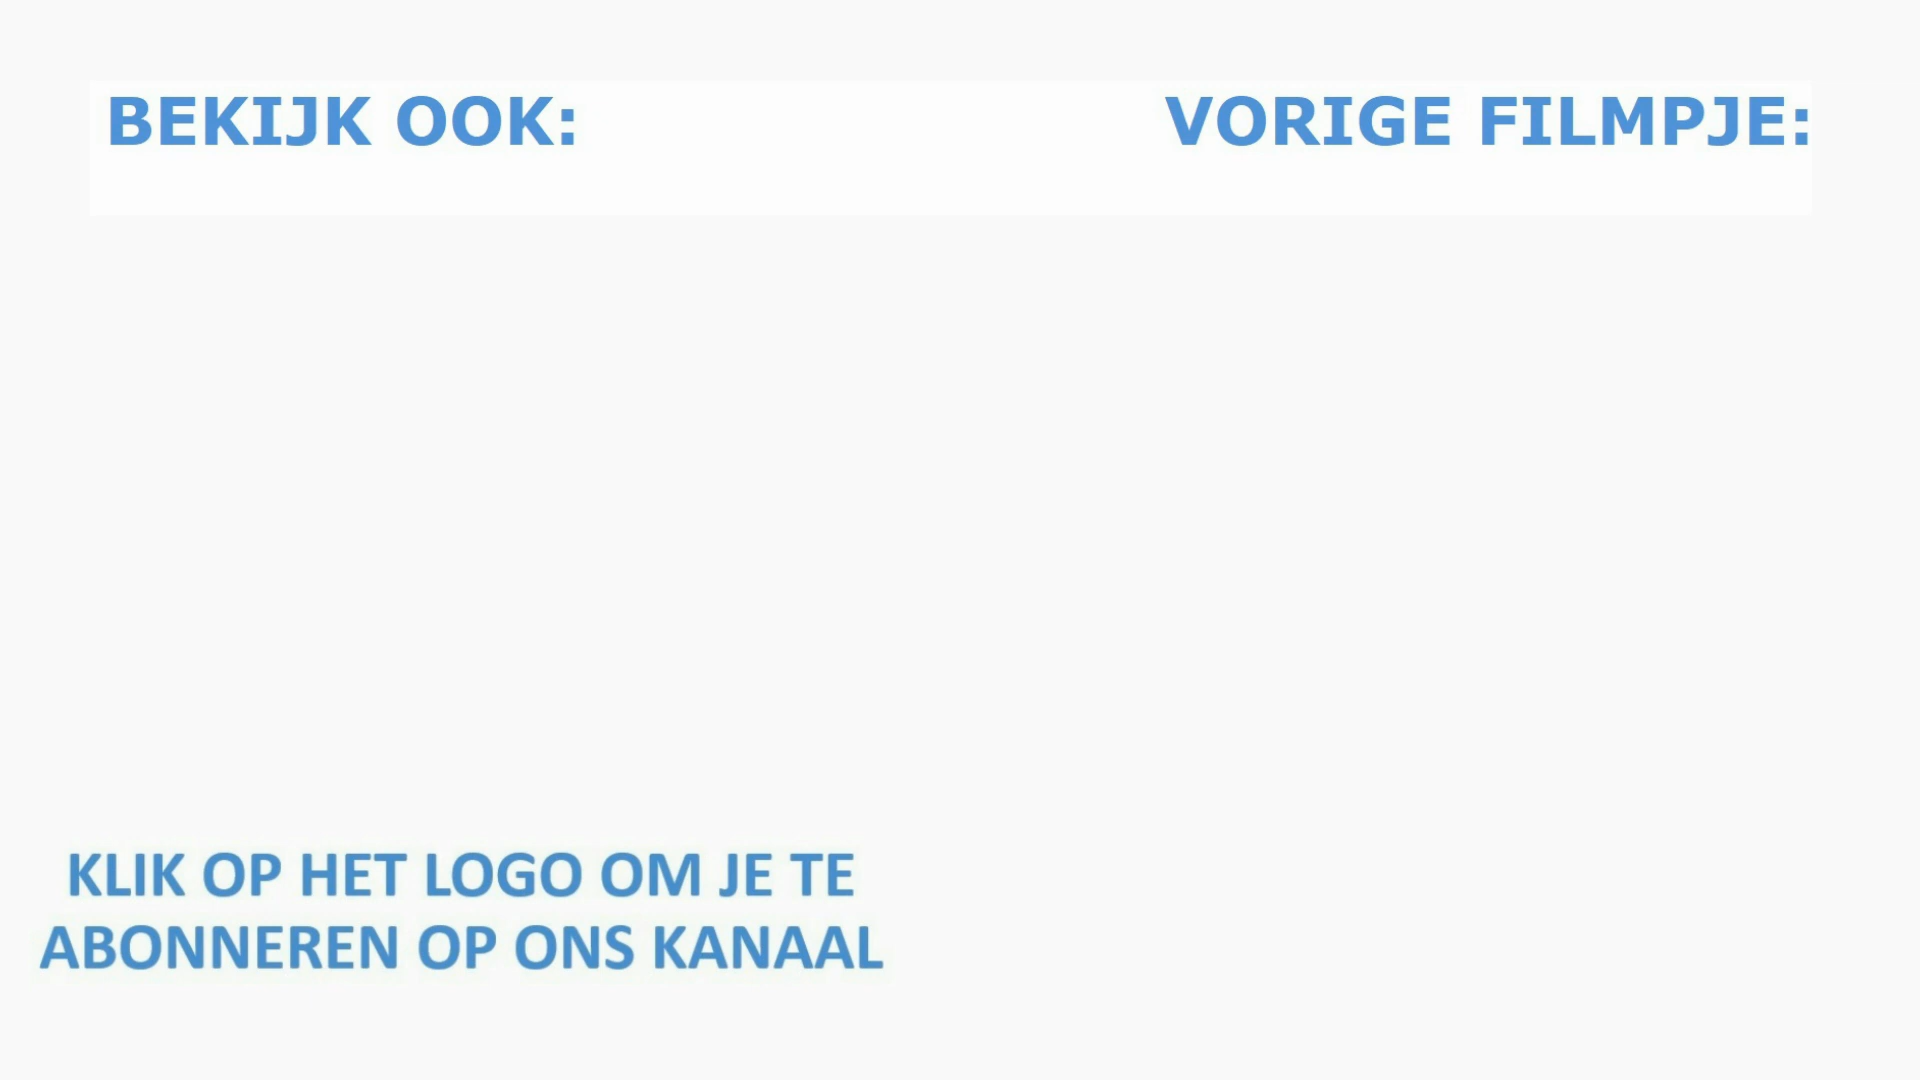 BEKIJK OOK:
VORIGE FILMPJE:
KLIK OP HET LOGO OM JE TE
ABONNEREN OP ONS KANAAL